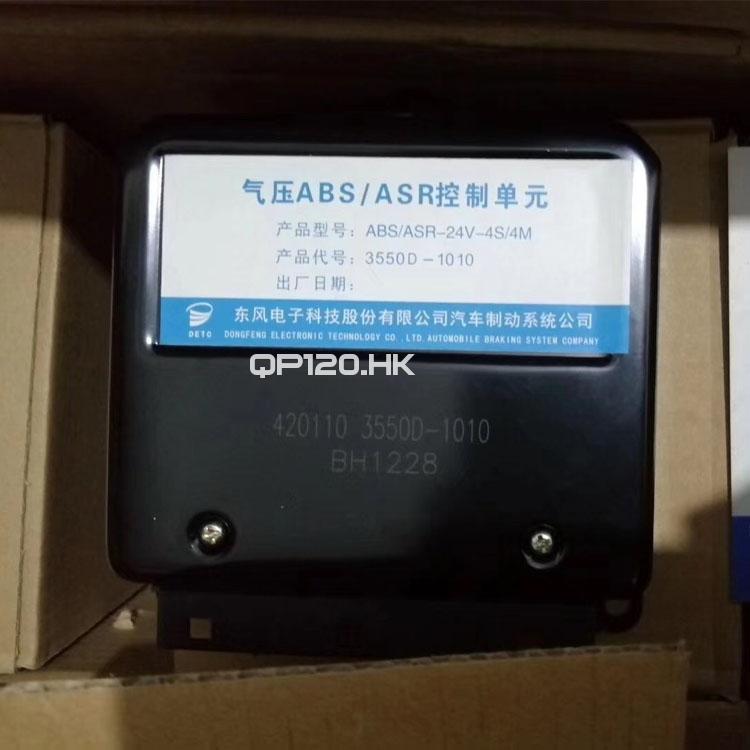 气压ABS/ASR控制单元
产品型号：ABS/ASR-24V-4S/4M
产品代号：3550D-1010
出厂日期：
东风电子科技股份有限公司汽车制动系统公司
DETC
DONGFENG ELECTRONIC TECHNOLOGY CO., LTD. AUTOMOBILE BRAKING SYSTEM COMPANY
QP120.HK
420110 3550D-1010
BH1228